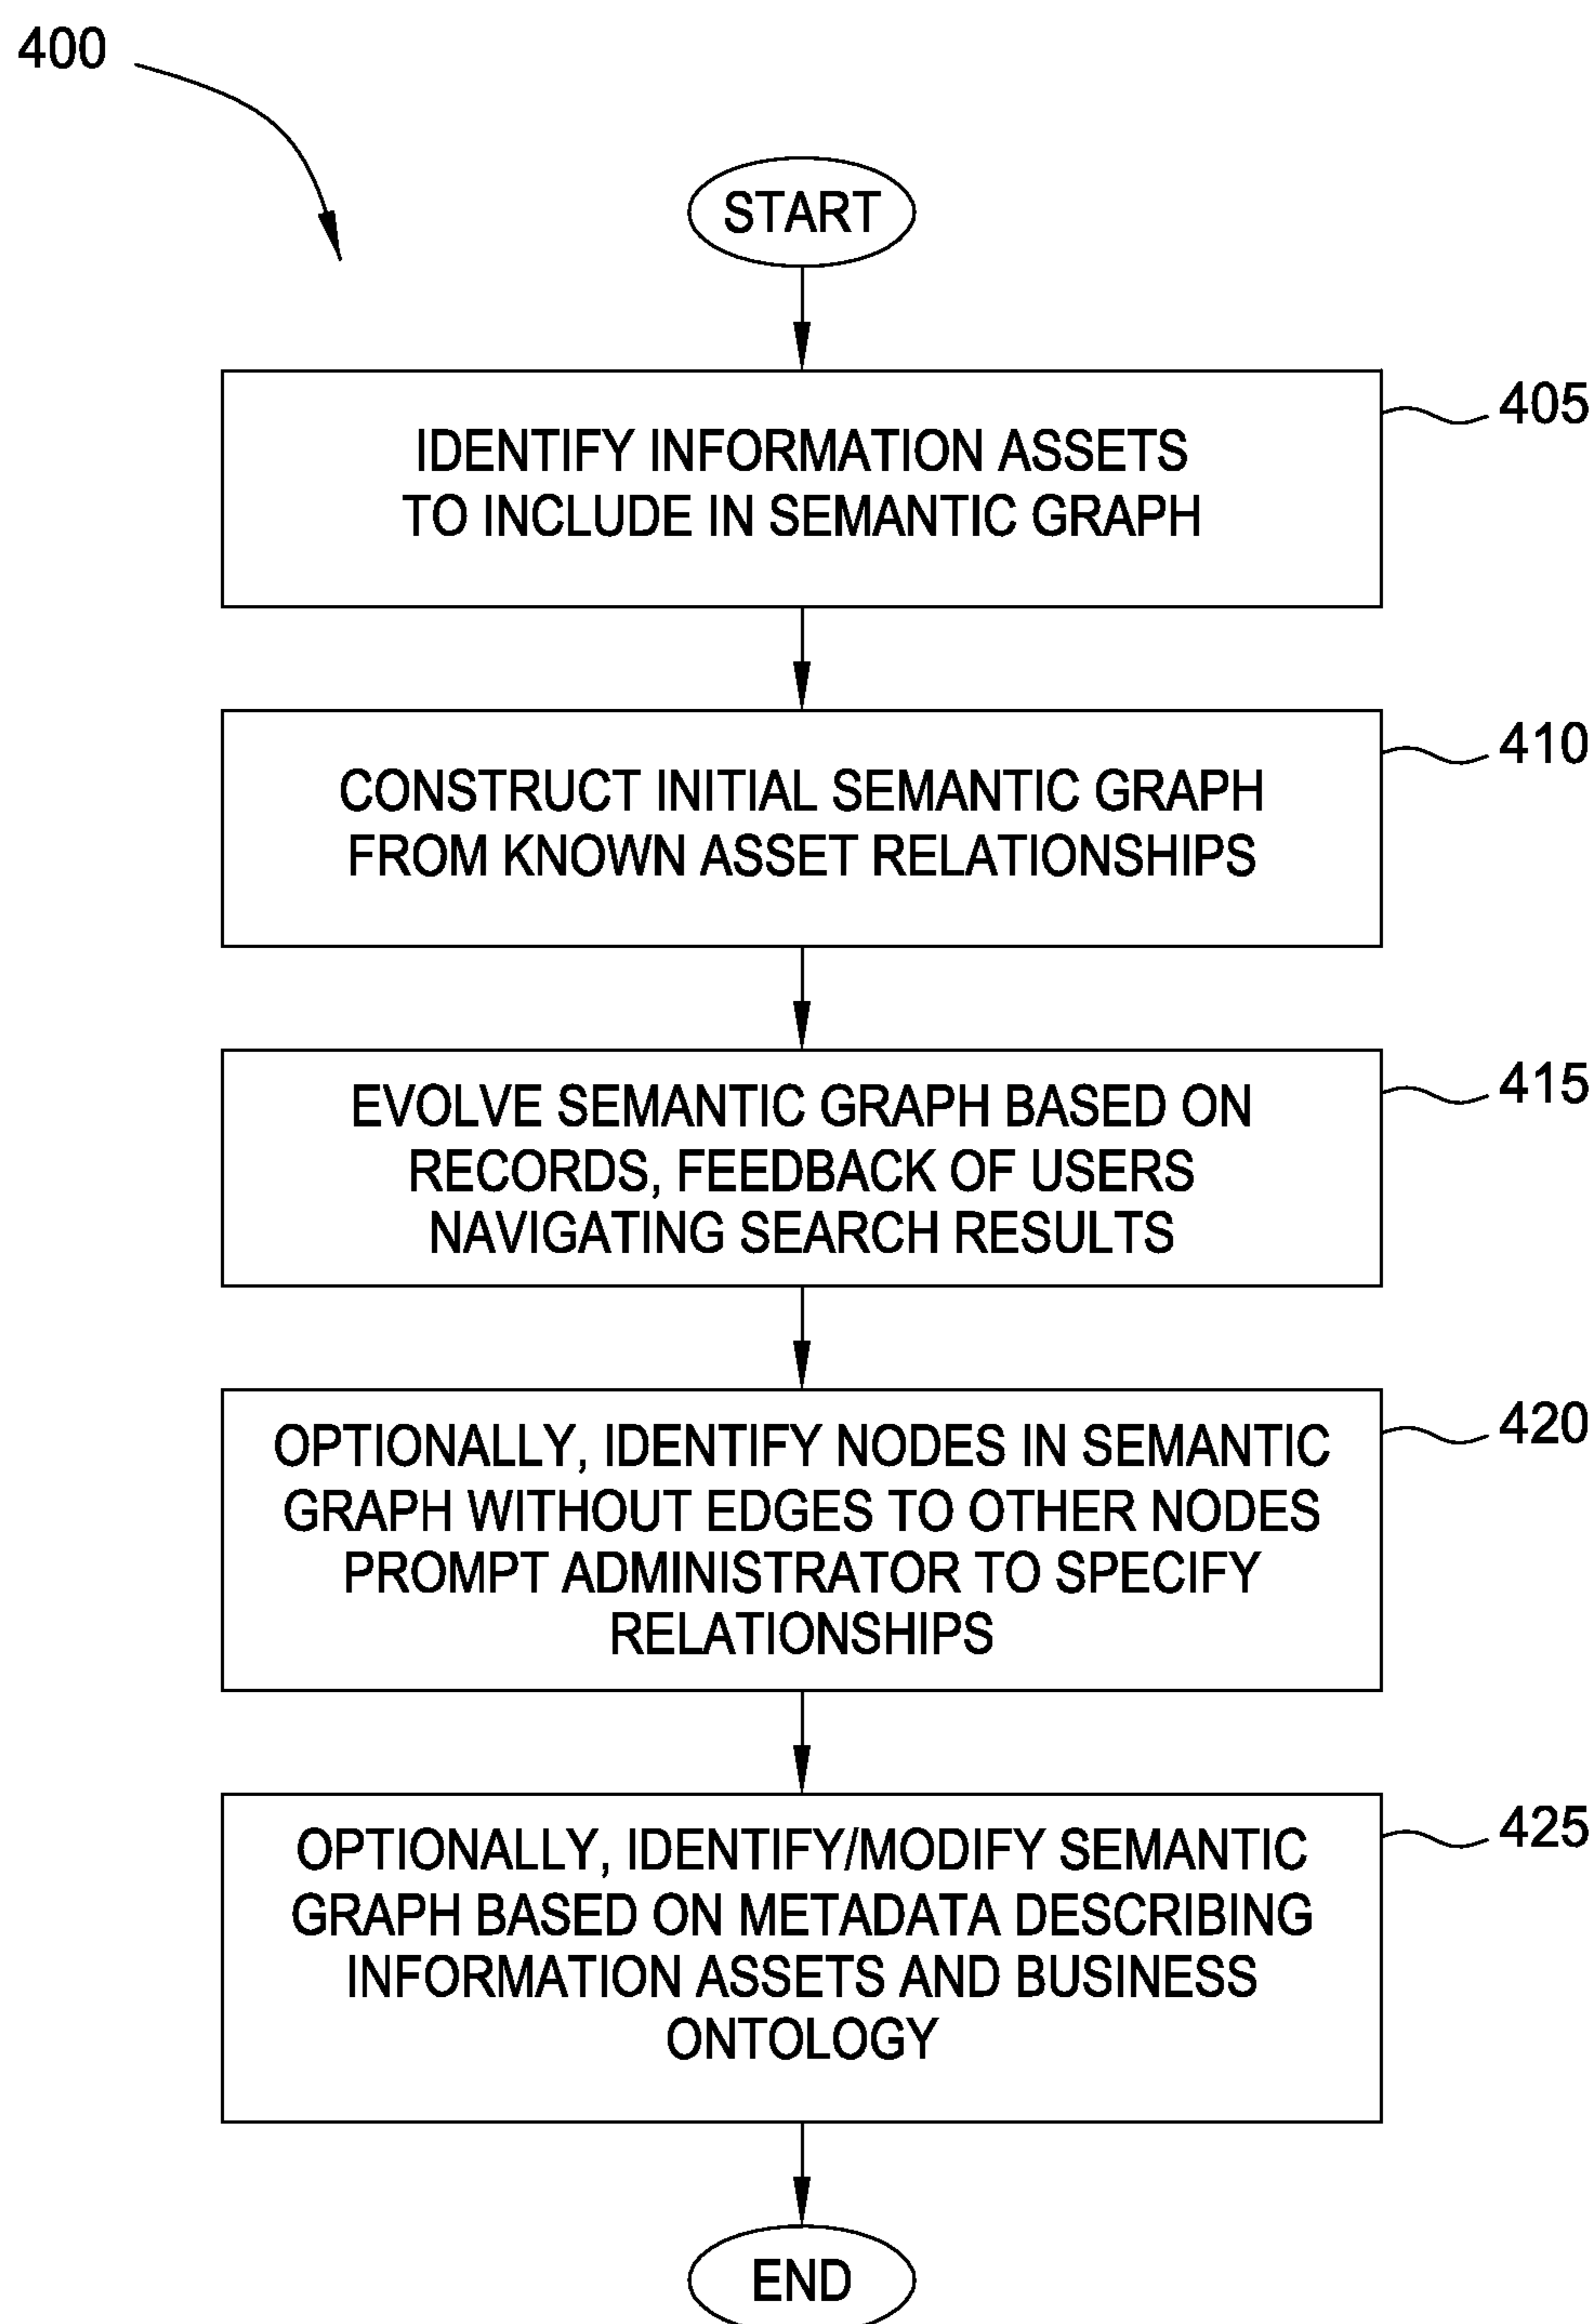 400
START
IDENTIFY INFORMATION ASSETS
TO INCLUDE IN SEMANTIC GRAPH
405
CONSTRUCT INITIAL SEMANTIC GRAPH
FROM KNOWN ASSET RELATIONSHIPS
410
EVOLVE SEMANTIC GRAPH BASED ON
RECORDS, FEEDBACK OF USERS
NAVIGATING SEARCH RESULTS
415
OPTIONALLY, IDENTIFY NODES IN SEMANTIC
GRAPH WITHOUT EDGES TO OTHER NODES
PROMPT ADMINISTRATOR TO SPECIFY
RELATIONSHIPS
420
OPTIONALLY, IDENTIFY/MODIFY SEMANTIC
GRAPH BASED ON METADATA DESCRIBING
INFORMATION ASSETS AND BUSINESS
ONTOLOGY
425
END